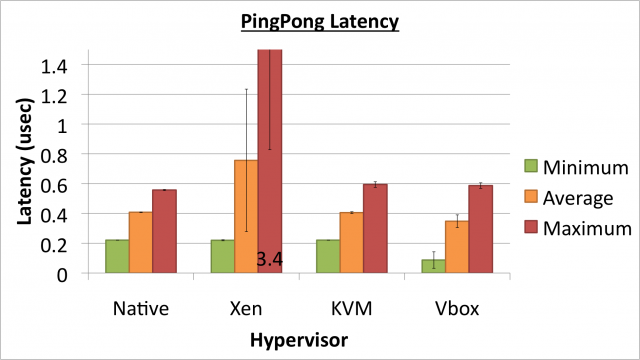 PingPong Latency
Latency (usec)
1.4
1.2
1
0.8
0.6
0.4
0.2
0
3.4
Native Xen KVM Vbox
Hypervisor
Minimum
Average
Maximum